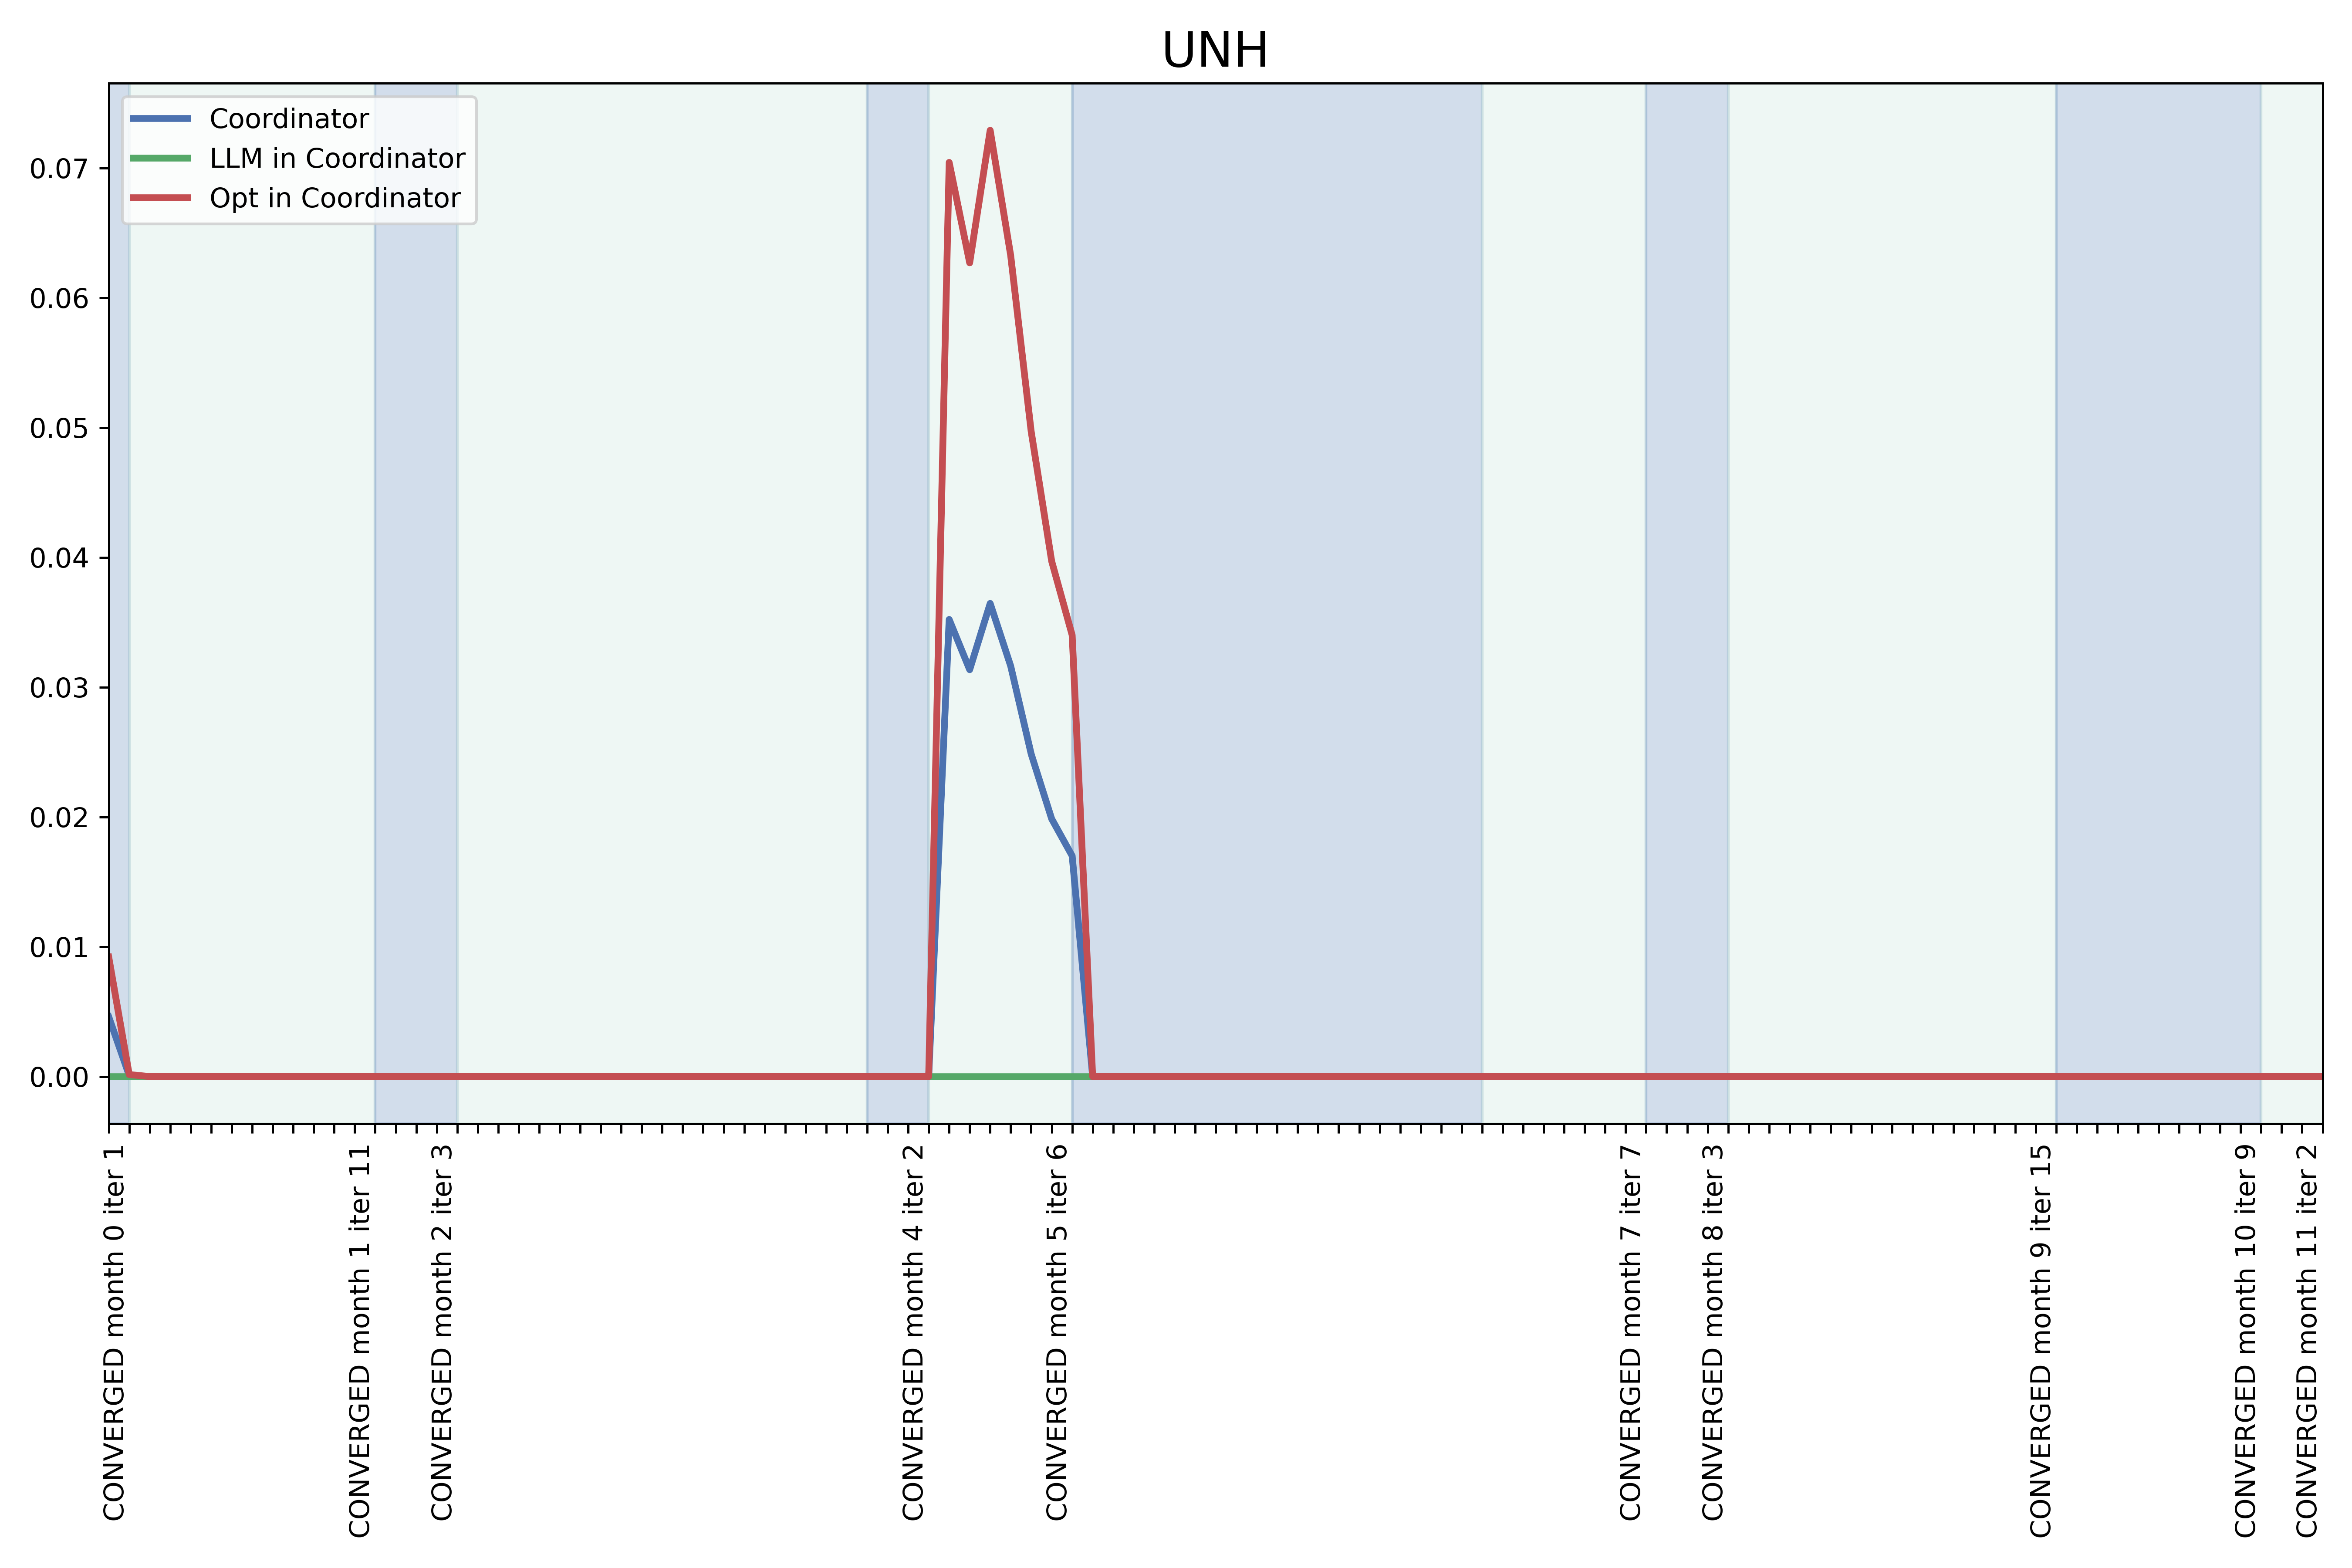 UNH
Coordinator
LLM in Coordinator
Opt in Coordinator
0.07
0.06
0.05
0.04
0.03
0.02
0.01
0.00
CONVERGED month 0 iter 1
CONVERGED month 1 iter 11
CONVERGED month 2 iter 3
CONVERGED month 4 iter 2
CONVERGED month 5 iter 6
CONVERGED month 7 iter 7
CONVERGED month 8 iter 3
CONVERGED month 9 iter 15
CONVERGED month 10 iter 9
CONVERGED month 11 iter 2